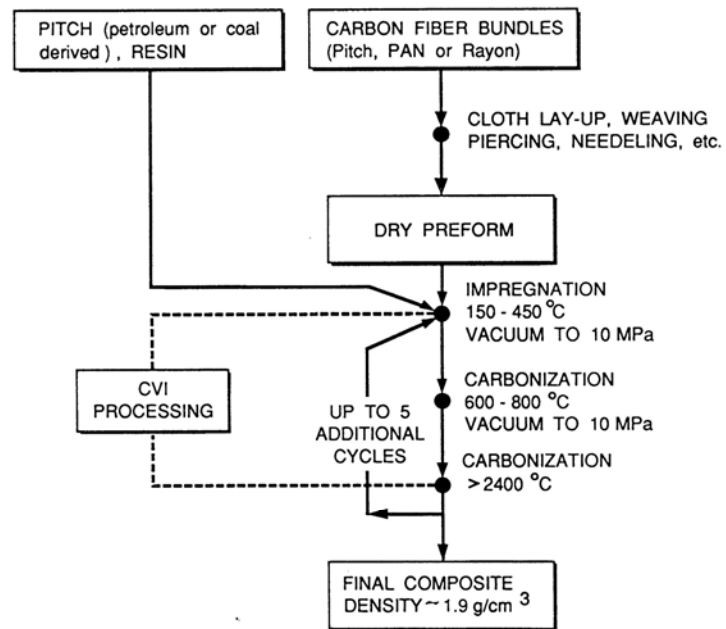 PITCH (petroleum or coal
derived), RESIN
CARBON FIBER BUNDLES
(Pitch, PAN or Rayon)
CLOTH LAY-UP, WEAVING
PIERCING, NEEDELING, etc.
DRY PREFORM
IMPREGNATION
150 - 450 °C
VACUUM TO 10 MPa
CVI
PROCESSING
UP TO 5
ADDITIONAL
CYCLES
CARBONIZATION
600 - 800 °C
VACUUM TO 10 MPa
CARBONIZATION
>2400 °C
FINAL COMPOSITE
DENSITY~ 1.9 g/cm 3